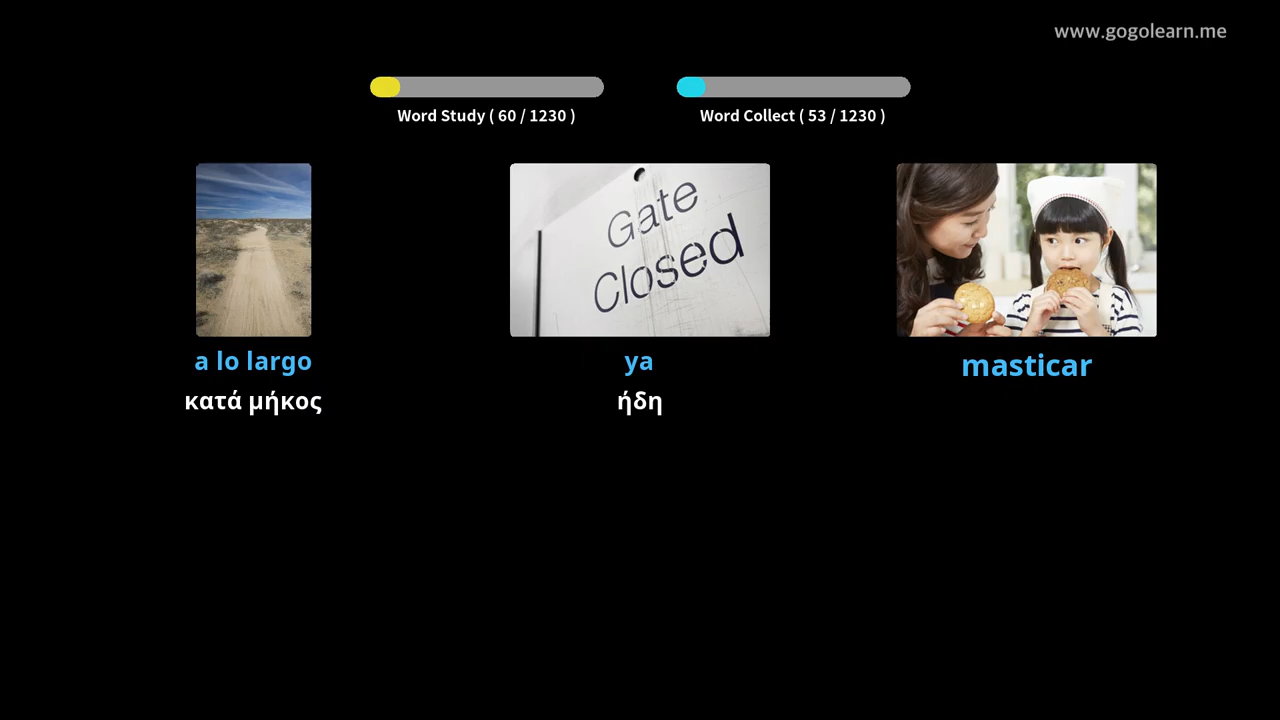 www.gogolearn.me
Word Study ( 60 / 1230 )
Word Collect ( 53 / 1230 )
Gate
Closed
a lo largo
ya
masticar
κατά μήκος
ήδη